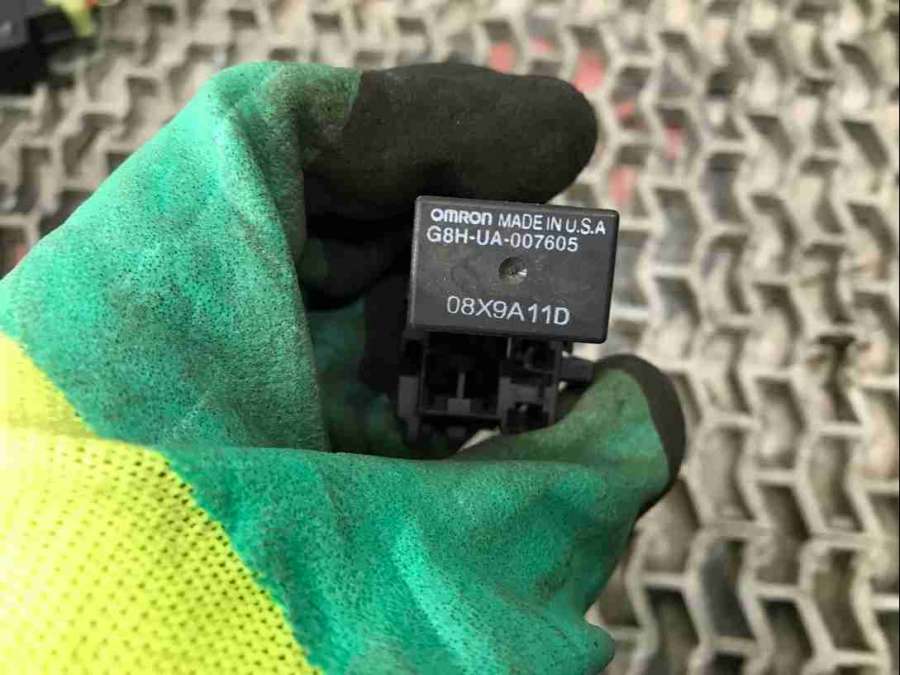 OMRON MADE IN U.S.A
G8H-UA-007605
08X9A11D